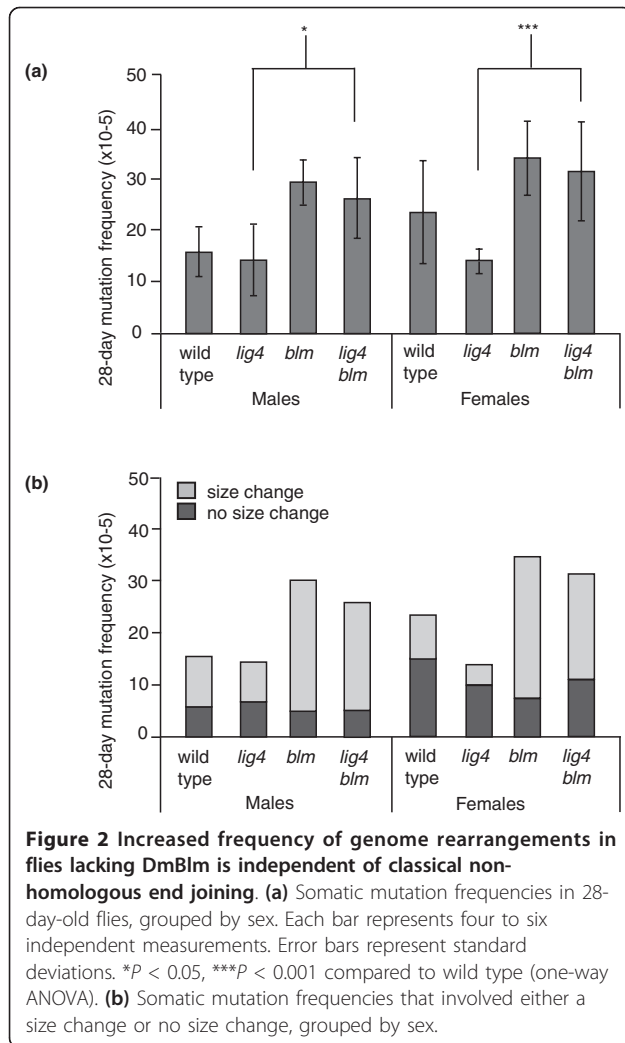 (a)
* ***
28-day mutation frequency (x10-5)
50
40
30
20
10
0
wild type lig4 blm lig4 blm wild type lig4 blm lig4 blm
Males Females
(b)
28-day mutation frequency (x10-5)
50
40
30
20
10
0
size change
no size change
wild type lig4 blm lig4 blm wild type lig4 blm lig4 blm
Males Females
Figure 2 Increased frequency of genome rearrangements in
flies lacking DmBlm is independent of classical non-
homologous end joining. (a) Somatic mutation frequencies in 28-
day-old flies, grouped by sex. Each bar represents four to six
independent measurements. Error bars represent standard
deviations. *P < 0.05, ***P < 0.001 compared to wild type (one-way
ANOVA). (b) Somatic mutation frequencies that involved either a
size change or no size change, grouped by sex.